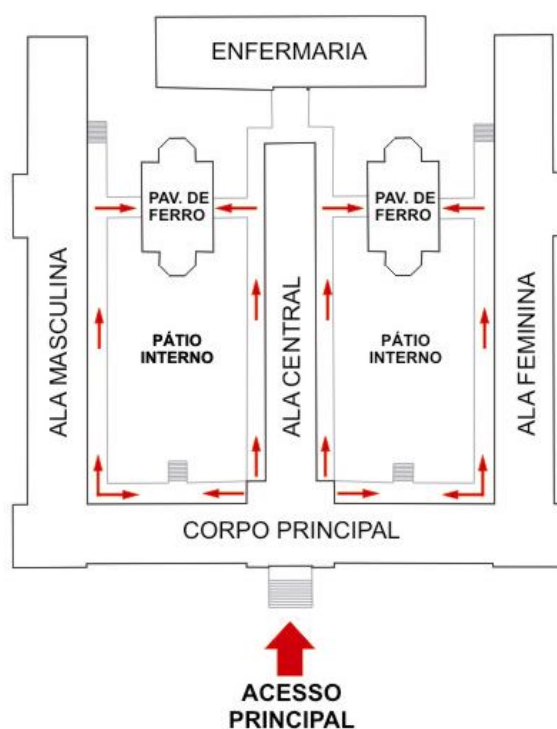 ENFERMARIA
PAV. DE
FERRO
PAV. DE
FERRO
ALA MASCULINA
PÁTIO
INTERNO
ALA CENTRAL
PÁTIO
INTERNO
ALA FEMININA
CORPO PRINCIPAL
ACESSO
PRINCIPAL